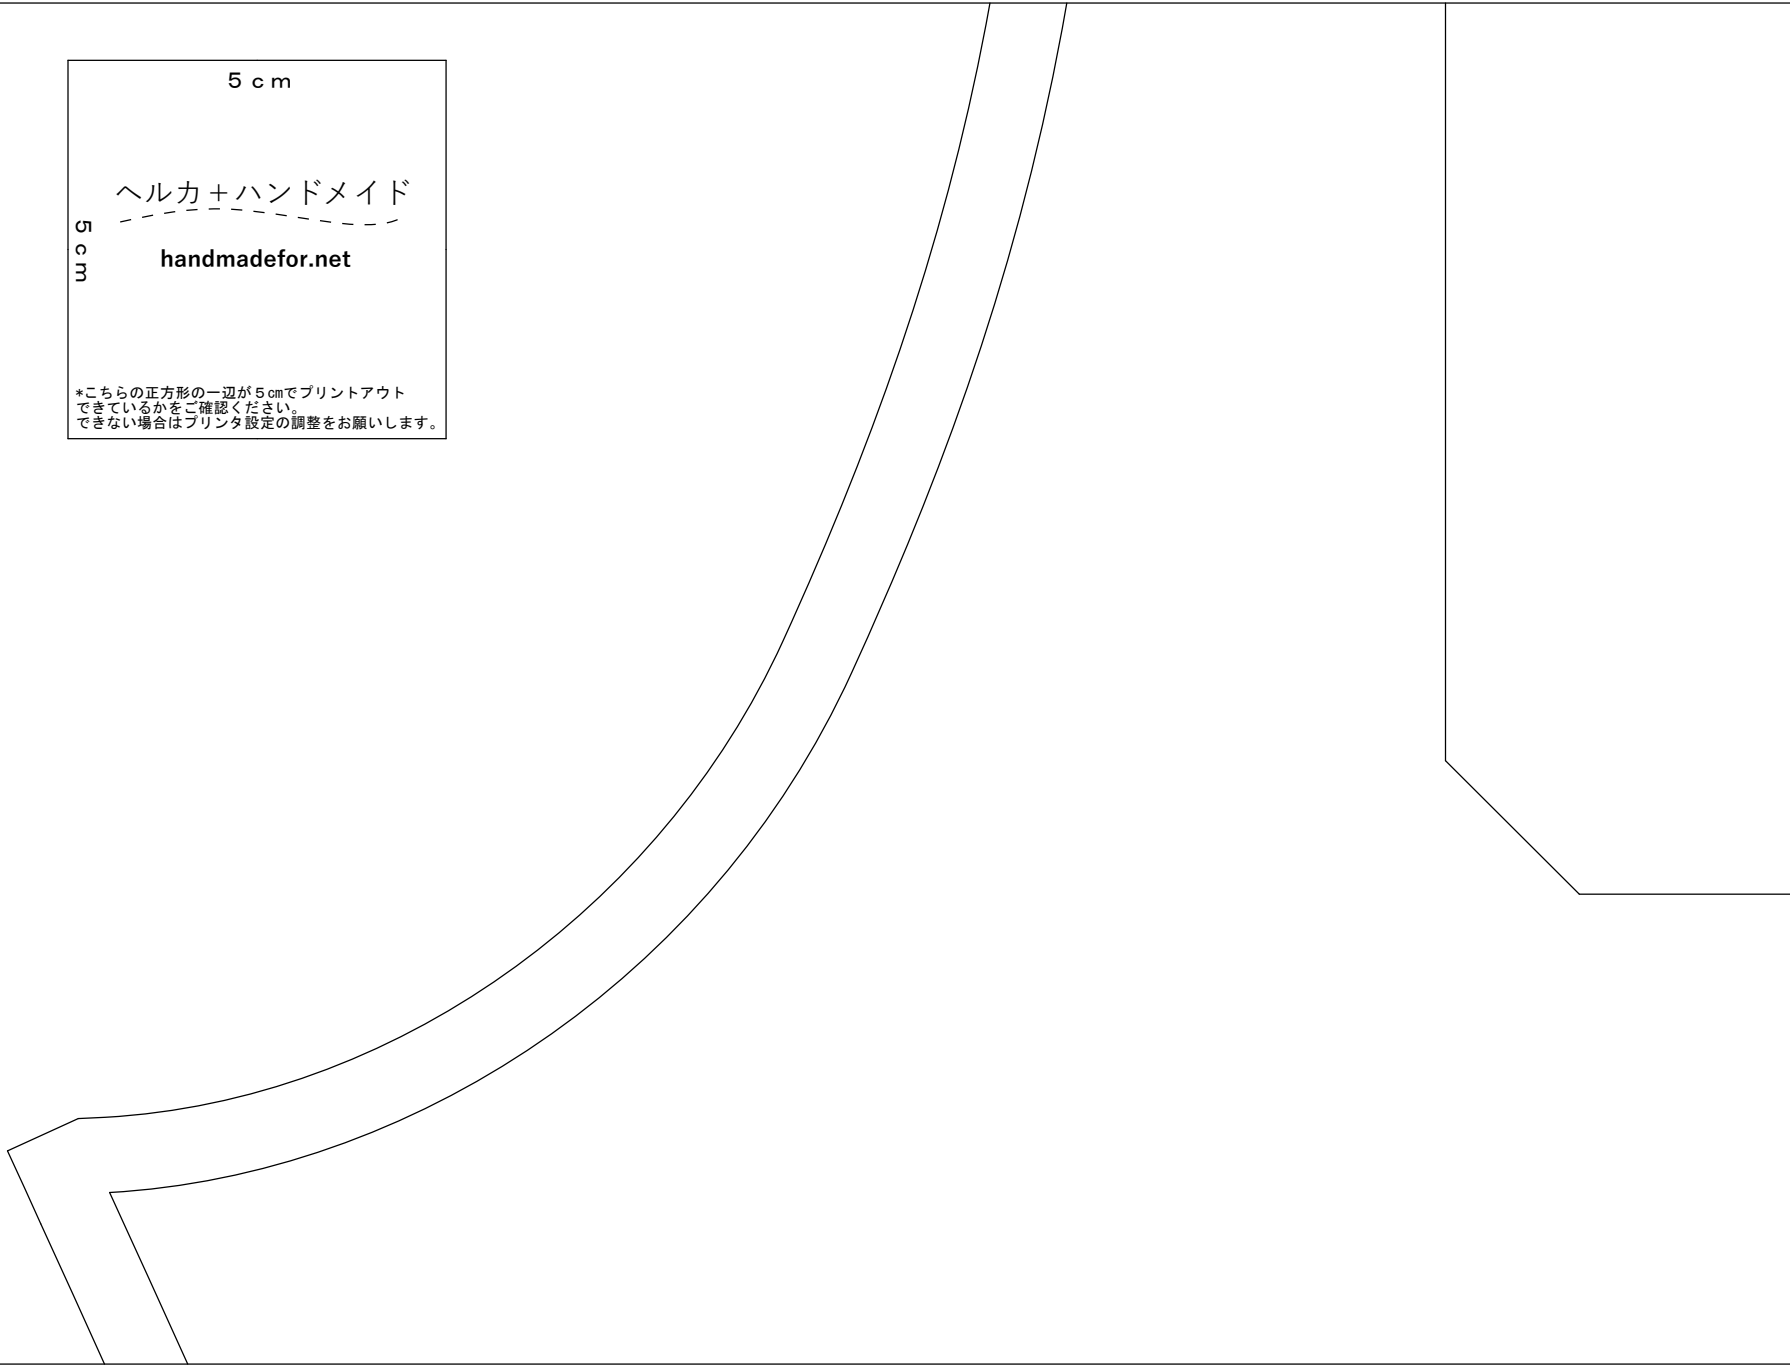 ５ｃｍ
ヘルカ＋ハンドメイド
５ｃｍ
handmadefor.net
*こちらの正方形の一辺が５㎝でプリントアウト
できているかをご確認ください。
できない場合はプリンタ設定の調整をお願いします。